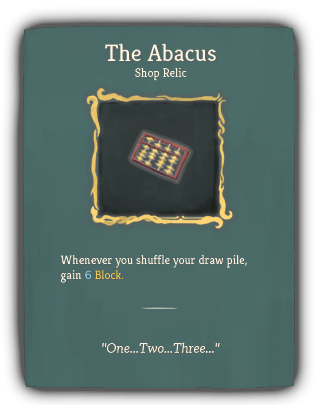 The Abacus
Shop Relic
Whenever you shuffle your draw pile,
gain 6 Block.
"One...Two...Three..."